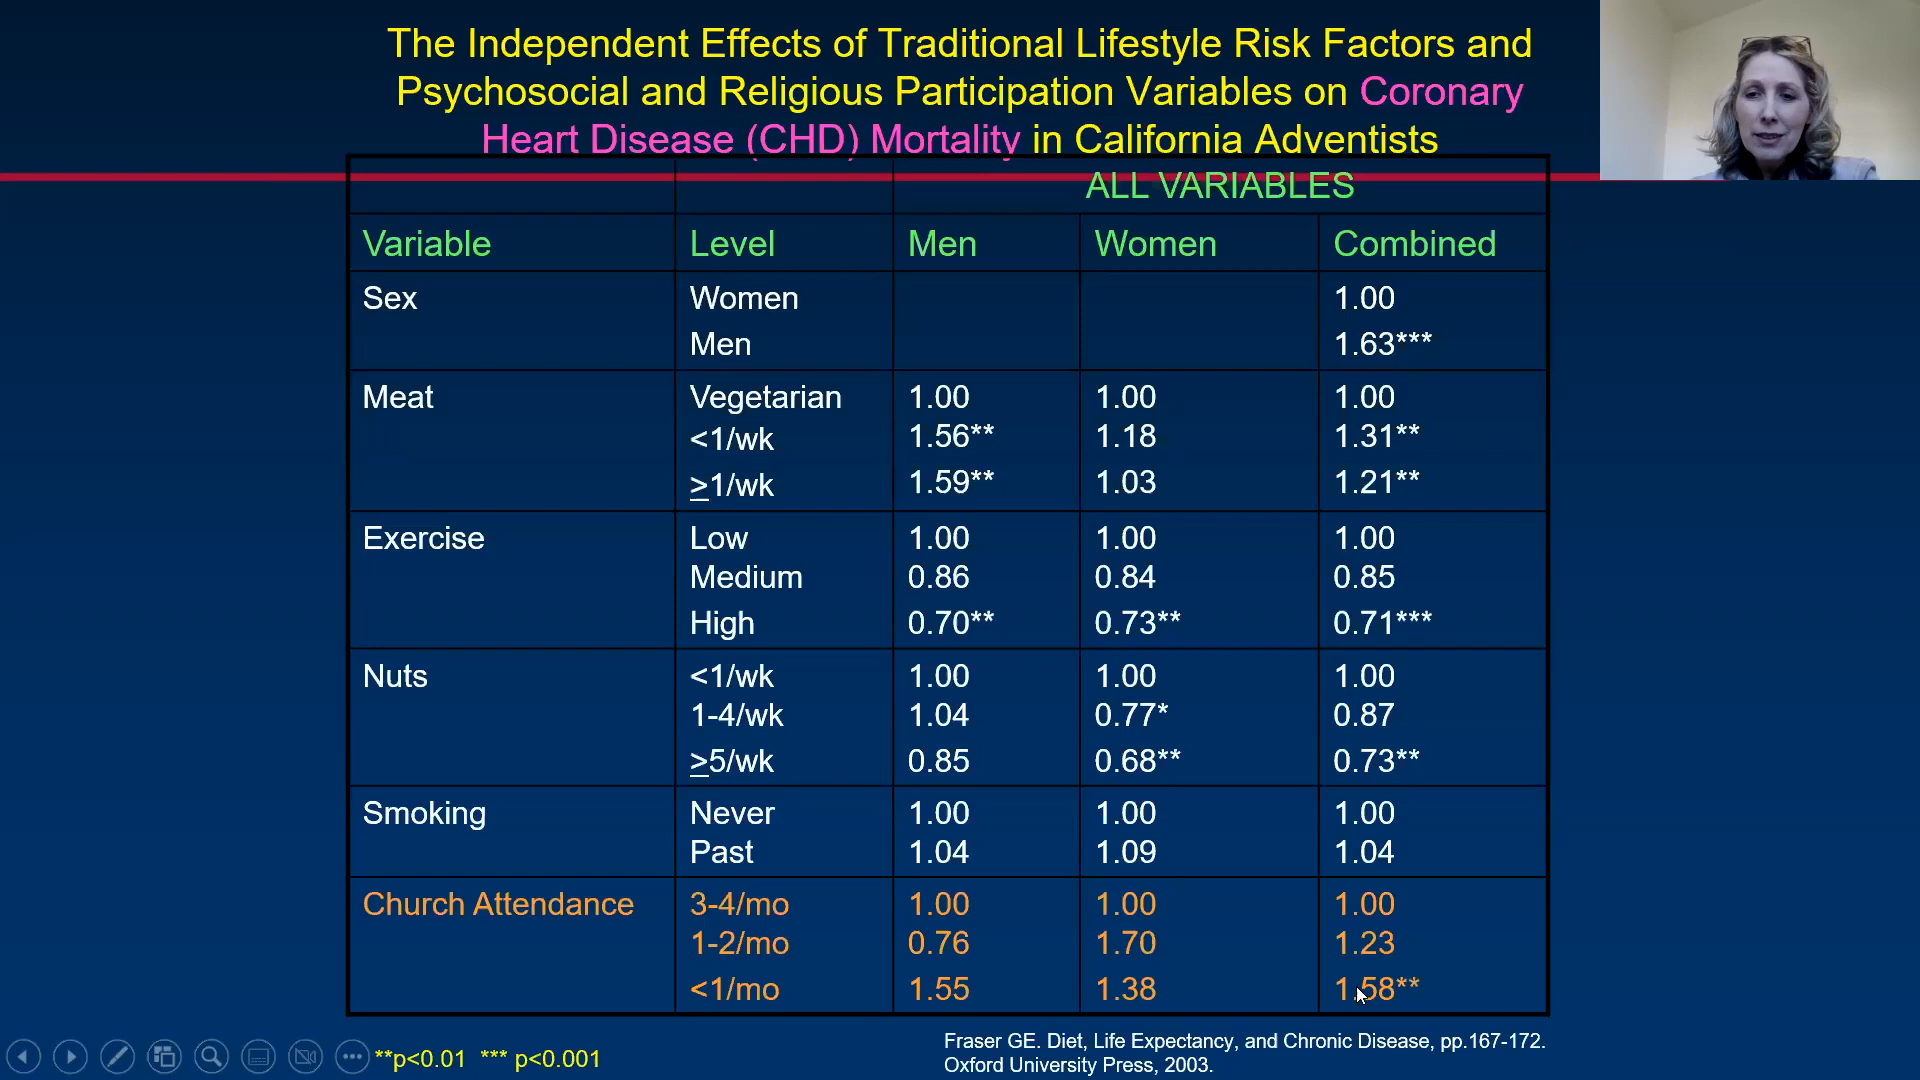 The Independent Effects of Traditional Lifestyle Risk Factors and
Psychosocial and Religious Participation Variables on Coronary
Heart Disease (CHD) Mortality in California Adventists
ALL VARIABLES
Variable Level Men Women Combined
Sex Women 1.00
Men 1.63***
Meat Vegetarian 1.00 1.00 1.00
<1/wk 1.56** 1.18 1.31**
≥1/wk 1.59** 1.03 1.21**
Exercise Low 1.00 1.00 1.00
Medium 0.86 0.84 0.85
High 0.70** 0.73** 0.71***
Nuts <1/wk 1.00 1.00 1.00
1-4/wk 1.04 0.77* 0.87
≥5/wk 0.85 0.68** 0.73**
Smoking Never 1.00 1.00 1.00
Past 1.04 1.09 1.04
Church Attendance 3-4/mo 1.00 1.00 1.00
1-2/mo 0.76 1.70 1.23
<1/mo 1.55 1.38 1.58**
**p<0.01 *** p<0.001
Fraser GE. Diet, Life Expectancy, and Chronic Disease, pp.167-172.
Oxford University Press, 2003.